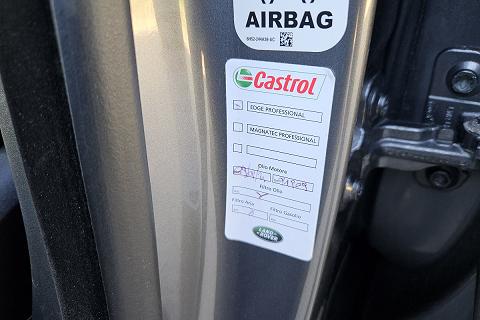 AIRBAG
Castrol
EDGE PROFESSIONAL
MAGNATEC PROFESSIONAL
Olio Motore
Filtro Olio
Filtro Aria Filtro Gasolio
LAND
ROVER